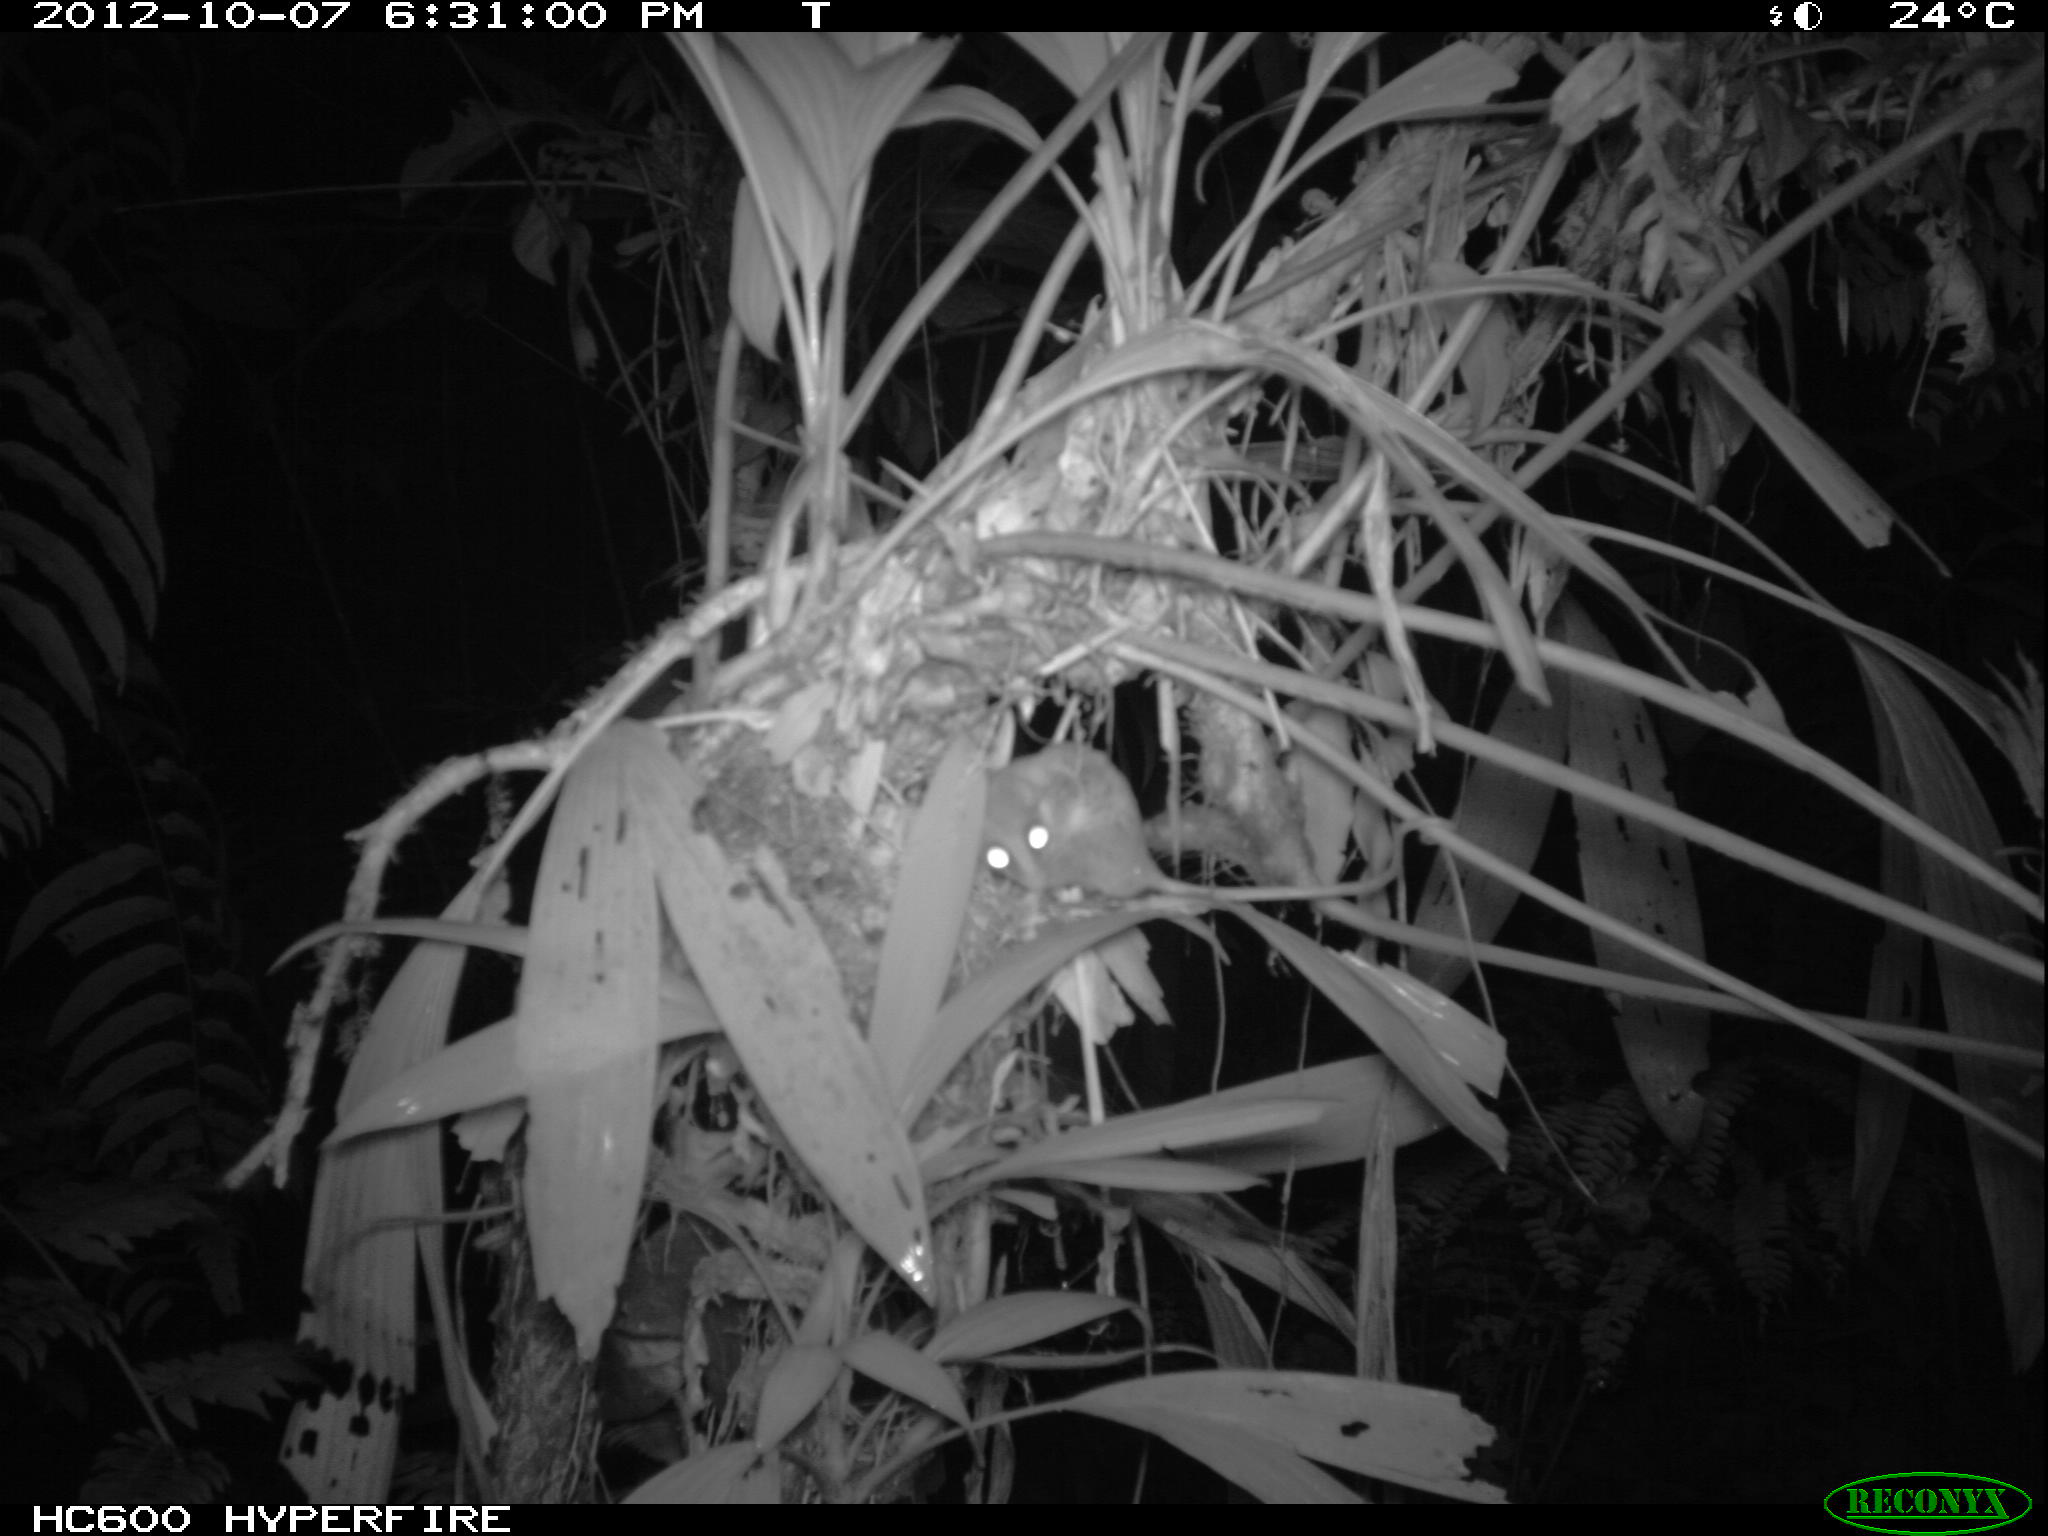 2012-10-07 6:31:00 PM T 24°C
HC600 HYPERFIRE
RECONYX